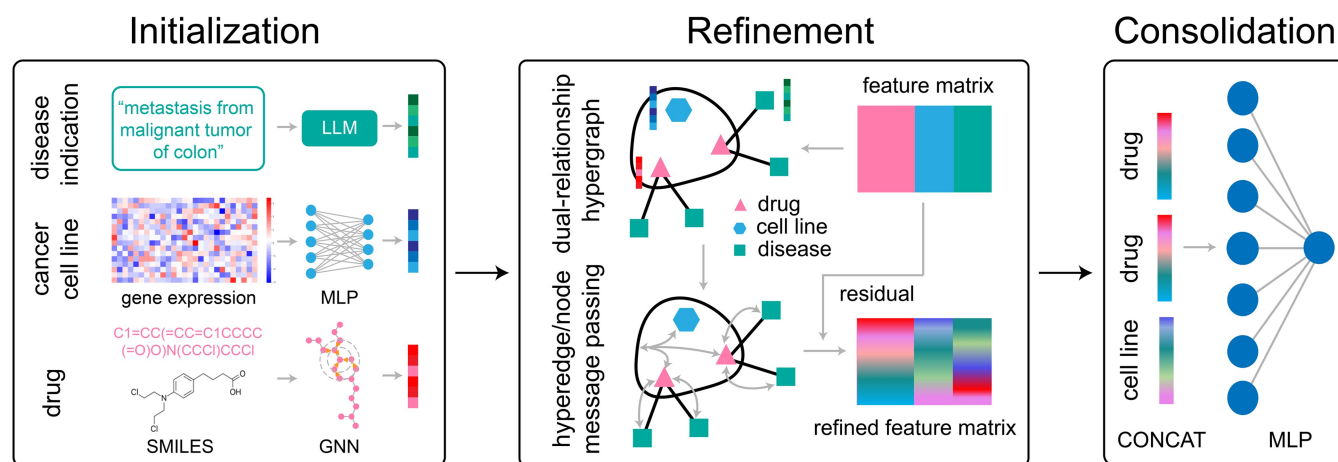 Initialization
Refinement
Consolidation
disease
indication
“metastasis from
malignant tumor
of colon”
LLM
cancer
cell line
gene expression
MLP
drug
C1=CC(=CC=C1CCCC
(=O)O)N(CCCl)CCCl
Cl
N
Cl
O
OH
SMILES
GNN
dual-relationship
hypergraph
feature matrix
drug
cell line
disease
hyperedge/node
message passing
residual
refined feature matrix
drug
drug
cell line
CONCAT
MLP